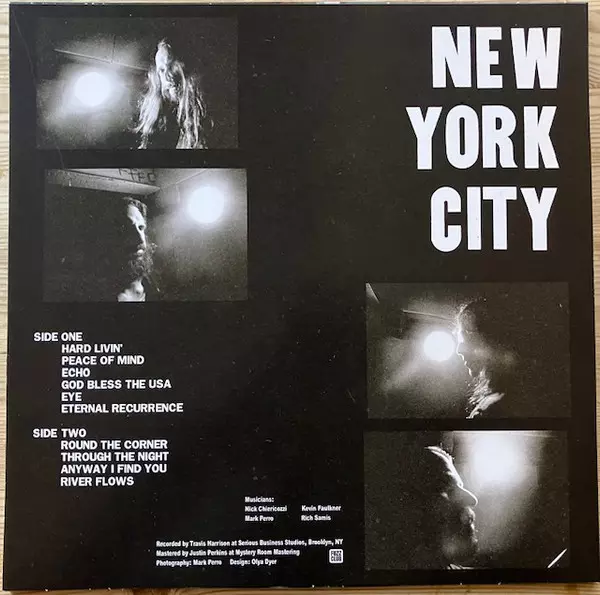 NEW
YORK
CITY
SIDE ONE
HARD LIVIN'
PEACE OF MIND
ECHO
GOD BLESS THE USA
EYE
ETERNAL RECURRENCE
SIDE TWO
ROUND THE CORNER
THROUGH THE NIGHT
ANYWAY I FIND YOU
RIVER FLOWS
Musicians:
Nick Chiericozzi Kevin Faulkner
Mark Perro Rich Samis
Recorded by Travis Harrison at Serious Business Studios, Brooklyn, NY
Mastered by Justin Perkins at Mystery Room Mastering
Photography: Mark Perro Design: Olya Dyer
FUZZ
CLUB